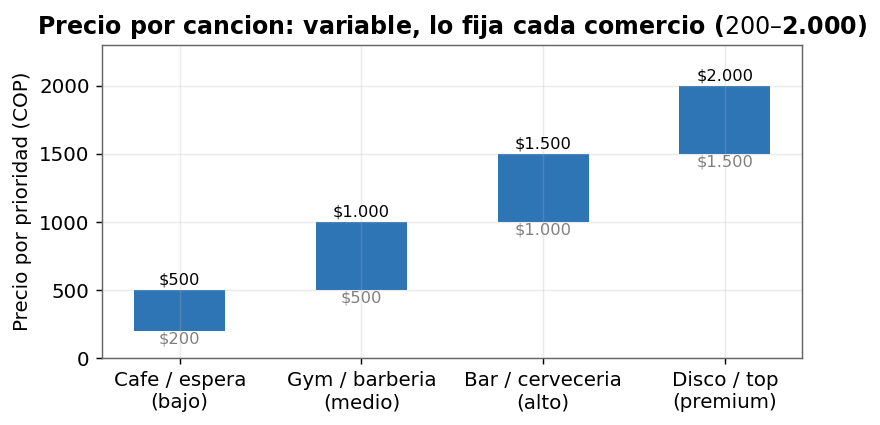 Precio por cancion: variable, lo fija cada comercio (200–2.000)
Precio por prioridad (COP)
2000
1500
1000
500
0
$500
$200
$1.000
$500
$1.500
$1.000
$2.000
$1.500
Cafe / espera
(bajo)
Gym / barberia
(medio)
Bar / cerveceria
(alto)
Disco / top
(premium)